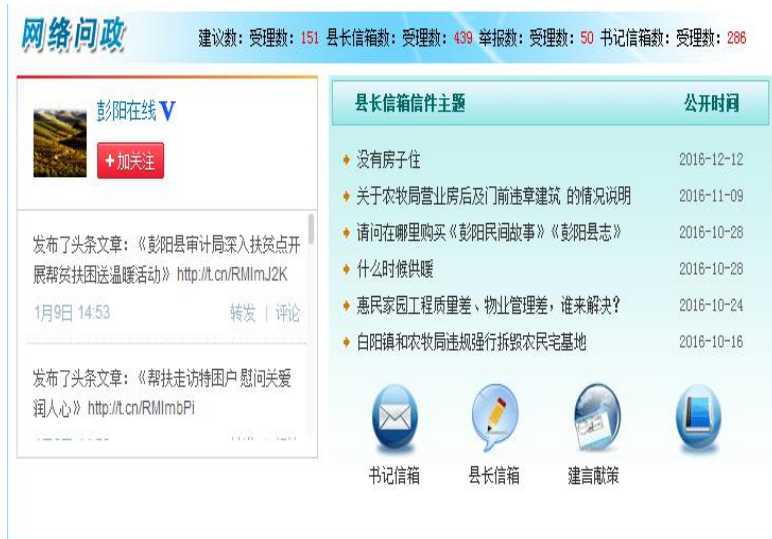 网络问政
建议数：受理数：151 县长信箱数：受理数：439 举报数：受理数：50 书记信箱数：受理数：286
彭阳在线V
+加关注
发布了头条文章：《彭阳县审计局深入扶贫点开
展帮贫扶困送温暖活动》 http://t.cn/RMImJ2K
1月9日 14:53 转发 | 评论
发布了头条文章：《帮扶走访特困户 慰问关爱
润人心》 http://t.cn/RMImbPi
县长信箱信件主题 公开时间
没有房子住 2016-12-12
关于农牧局营业房后及门前违章建筑 的情况说明 2016-11-09
请问在哪里购买《彭阳民间故事》《彭阳县志》 2016-10-28
什么时候供暖 2016-10-28
惠民家园工程质量差、物业管理差，谁来解决？ 2016-10-24
白阳镇和农牧局违规强行拆毁农民宅基地 2016-10-16
书记信箱 县长信箱 建言献策